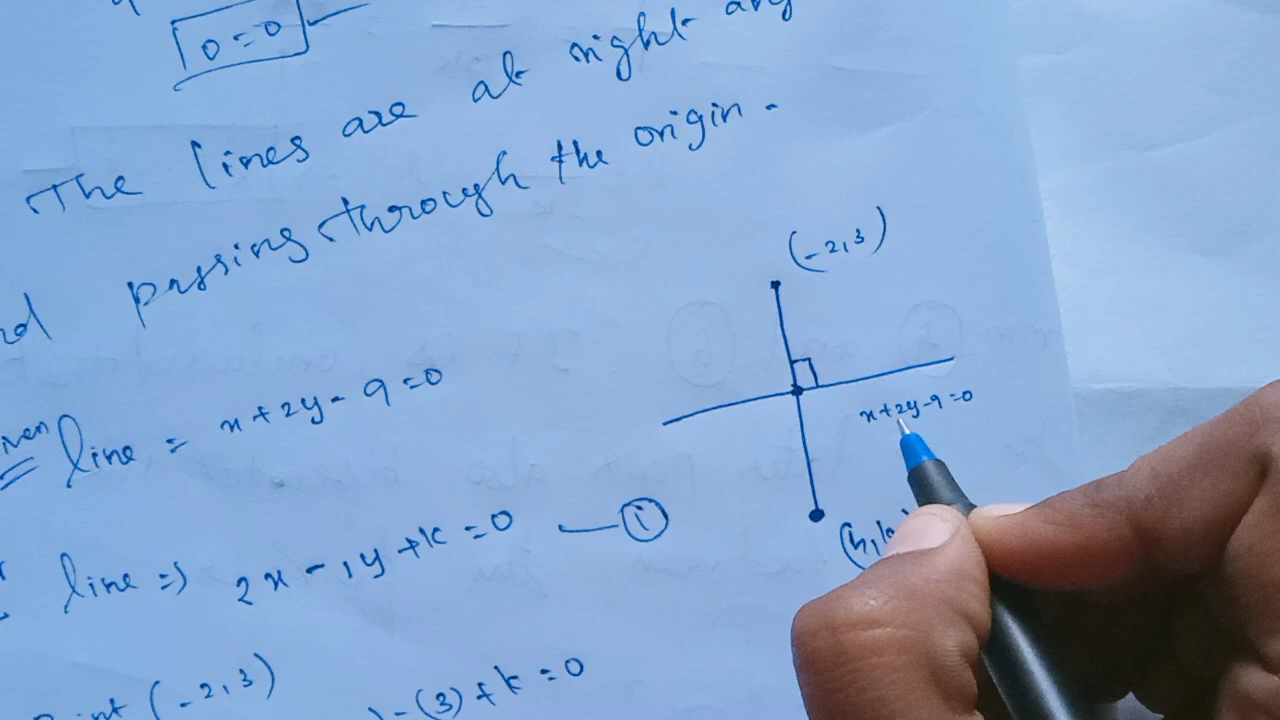 0=0
The lines are at right
passing through the origin.
(-2,3)
line = x+2y-9=0
x+2y-9=0
line => 2x-1y+k=0 — (1)
(h,k
(-2,3)
)-(3)+k=0